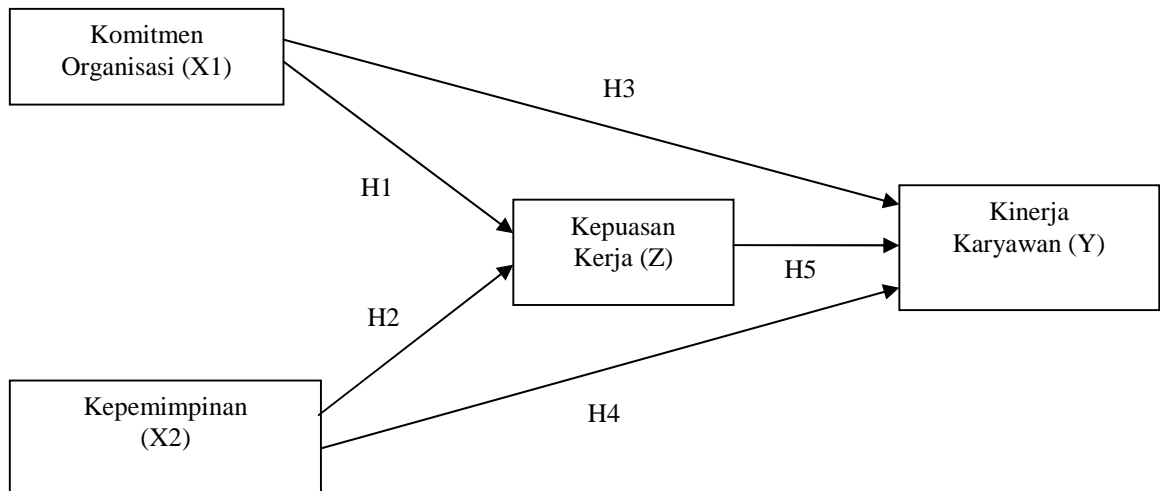 Komitmen
Organisasi (X1)
H3
H1
Kepuasan
Kerja (Z)
Kinerja
Karyawan (Y)
H5
H2
Kepemimpinan
(X2)
H4